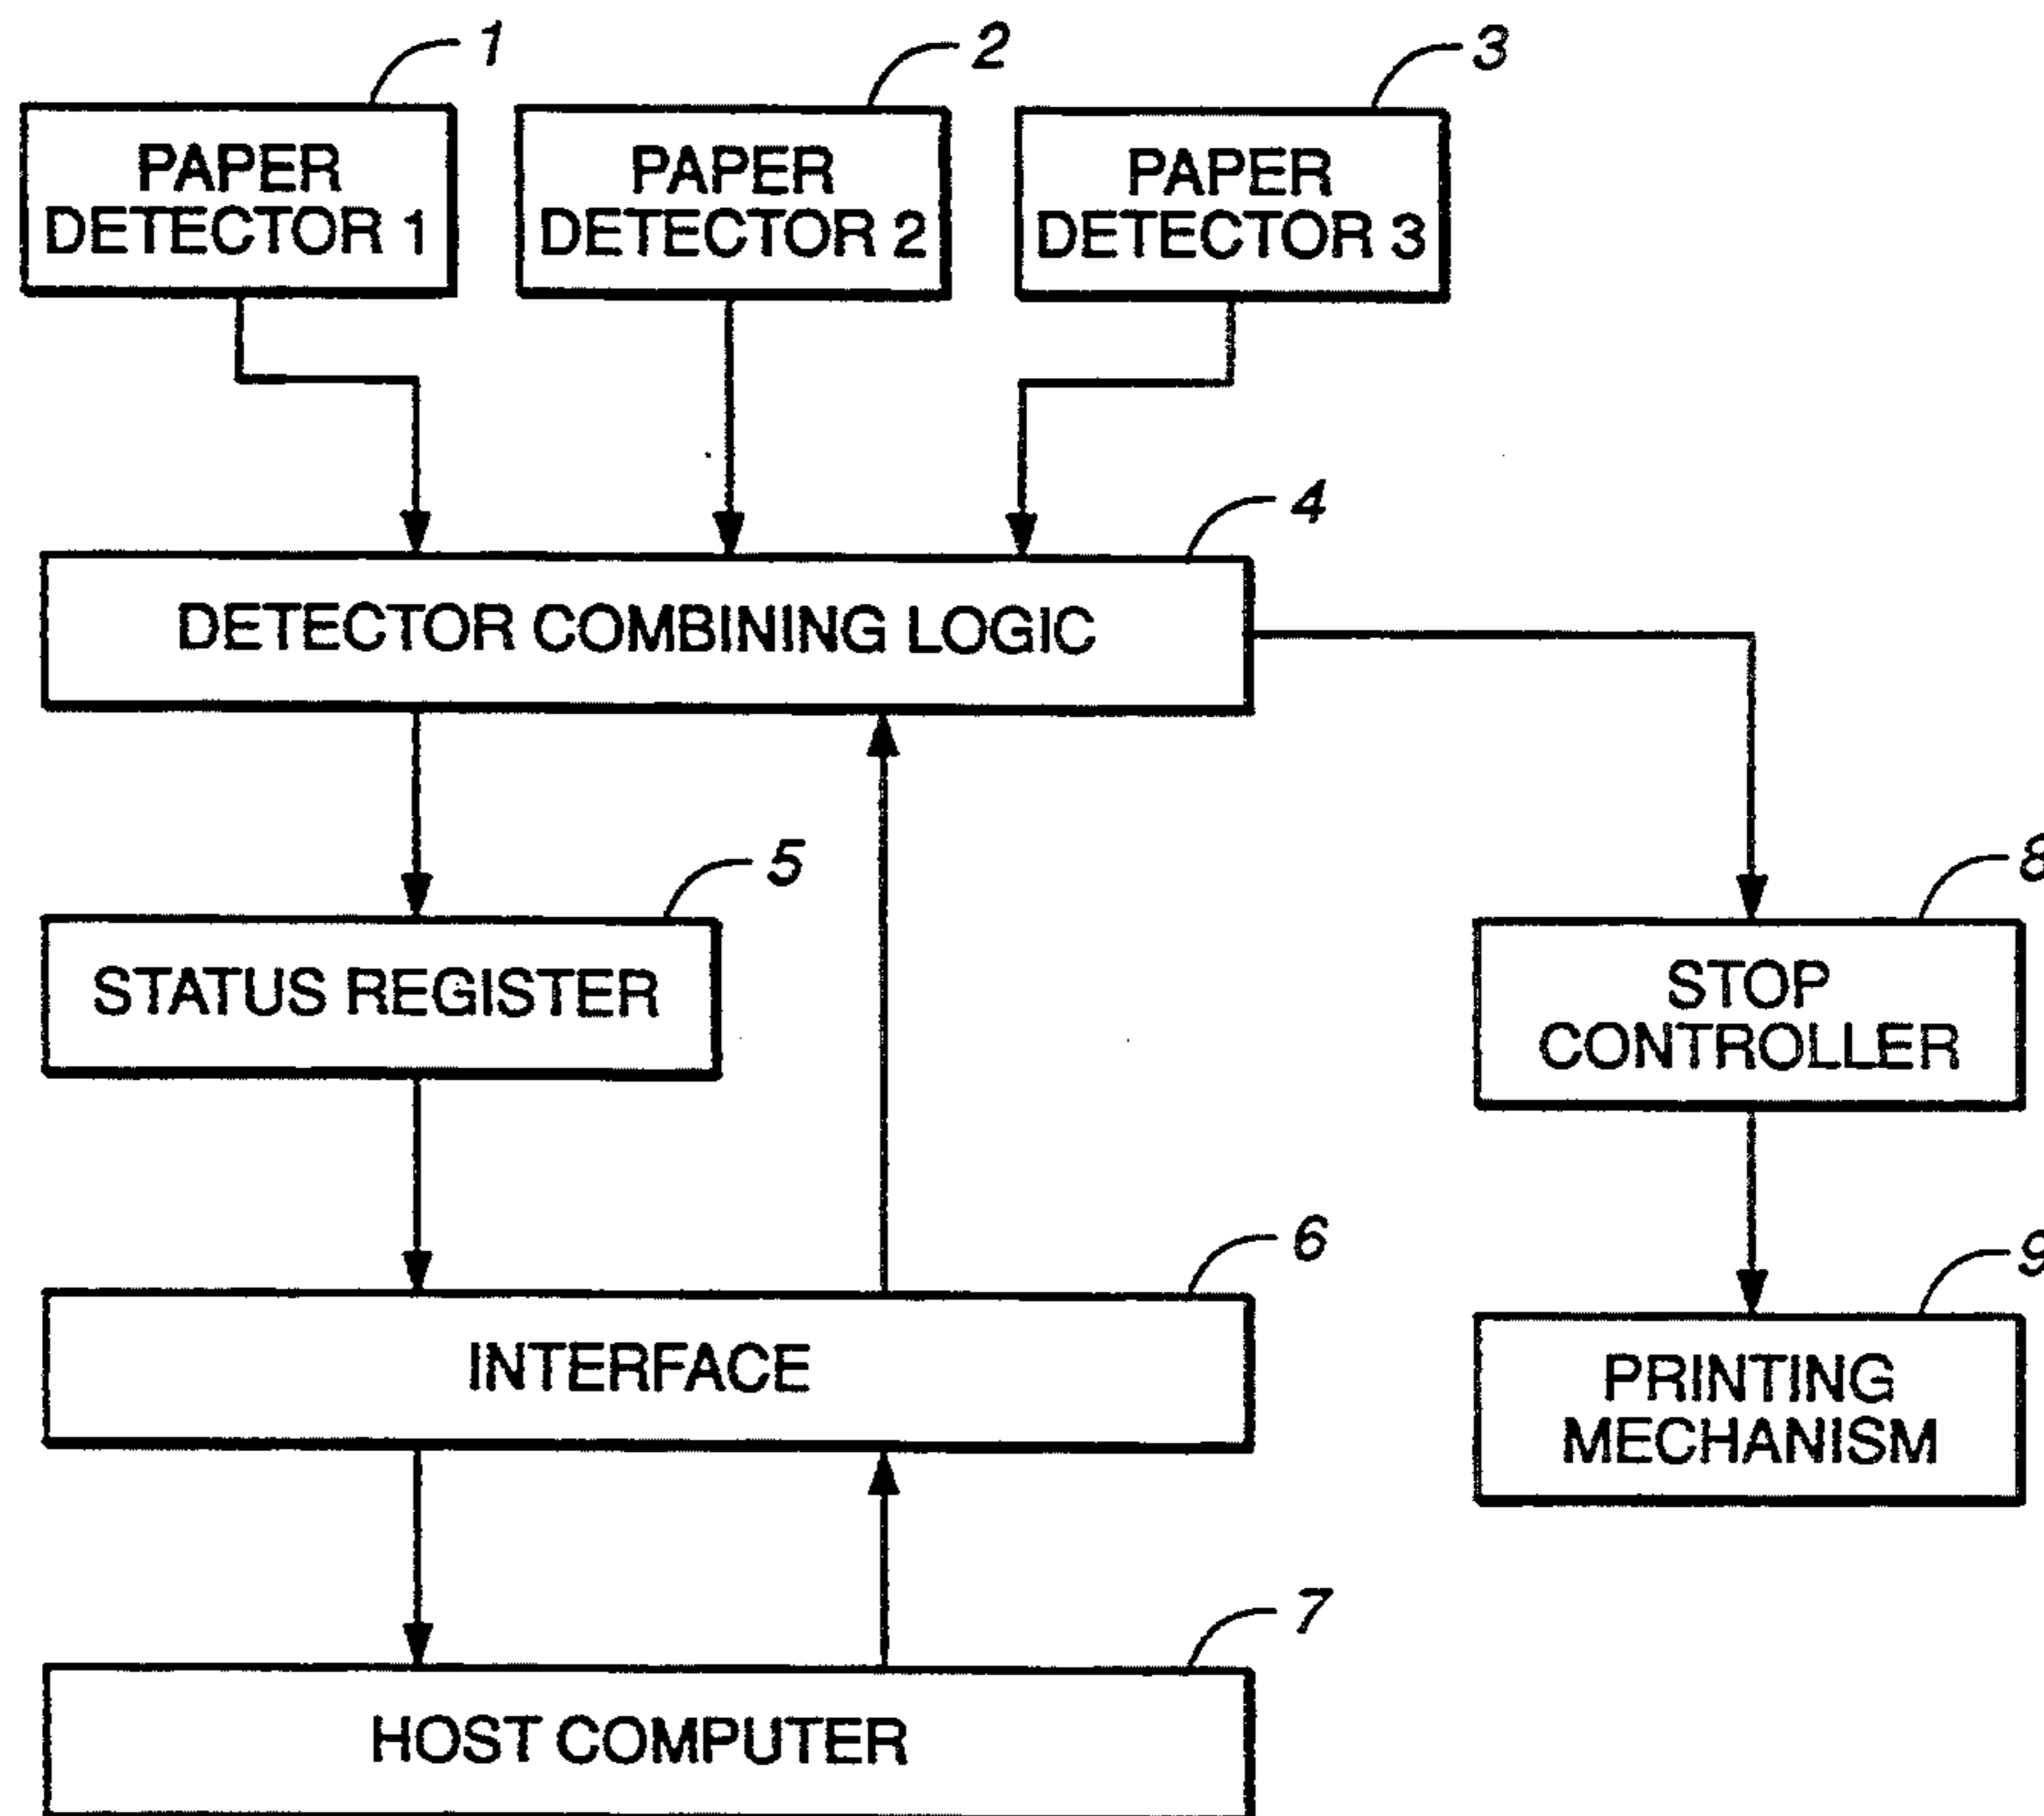 1
2
3
PAPER
DETECTOR 1
PAPER
DETECTOR 2
PAPER
DETECTOR 3
4
DETECTOR COMBINING LOGIC
5
8
STATUS REGISTER
STOP
CONTROLLER
6
9
INTERFACE
PRINTING
MECHANISM
7
HOST COMPUTER